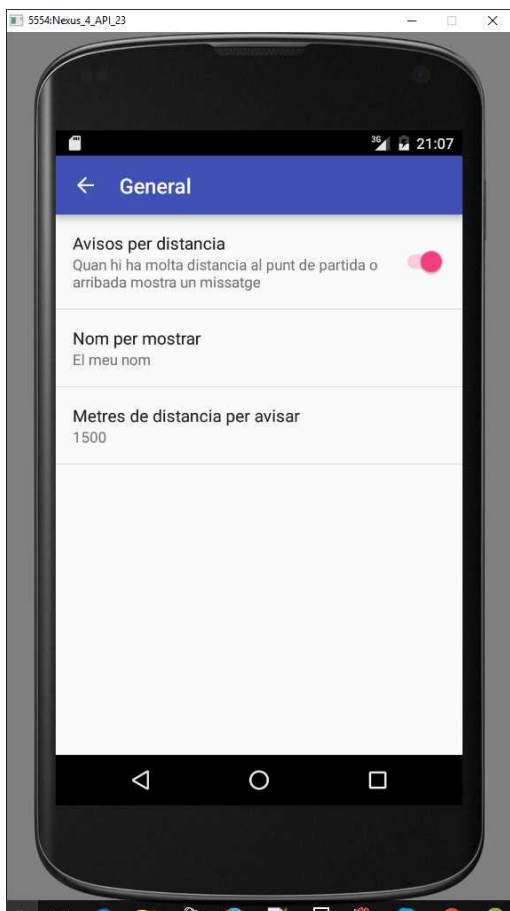 5554:Nexus_4_API_23
3G 21:07
General
Avisos per distancia
Quan hi ha molta distancia al punt de partida o
arribada mostra un missatge
Nom per mostrar
El meu nom
Metres de distancia per avisar
1500